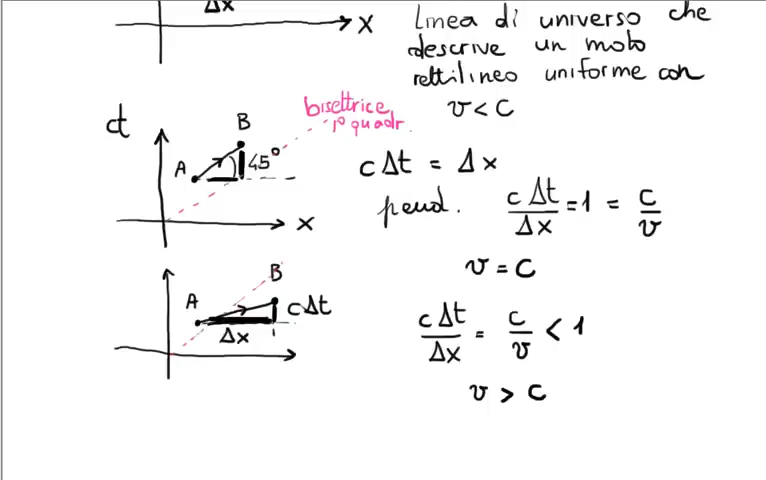 Δx
x
linea di universo che
descrive un moto
rettilineo uniforme con
v < c
bisettrice
1° quadr.
ct
B
A
45°
x
cΔt = Δx
pend. cΔt/Δx = 1 = c/v
v = c
B
A
cΔt
Δx
cΔt/Δx = c/v < 1
v > c